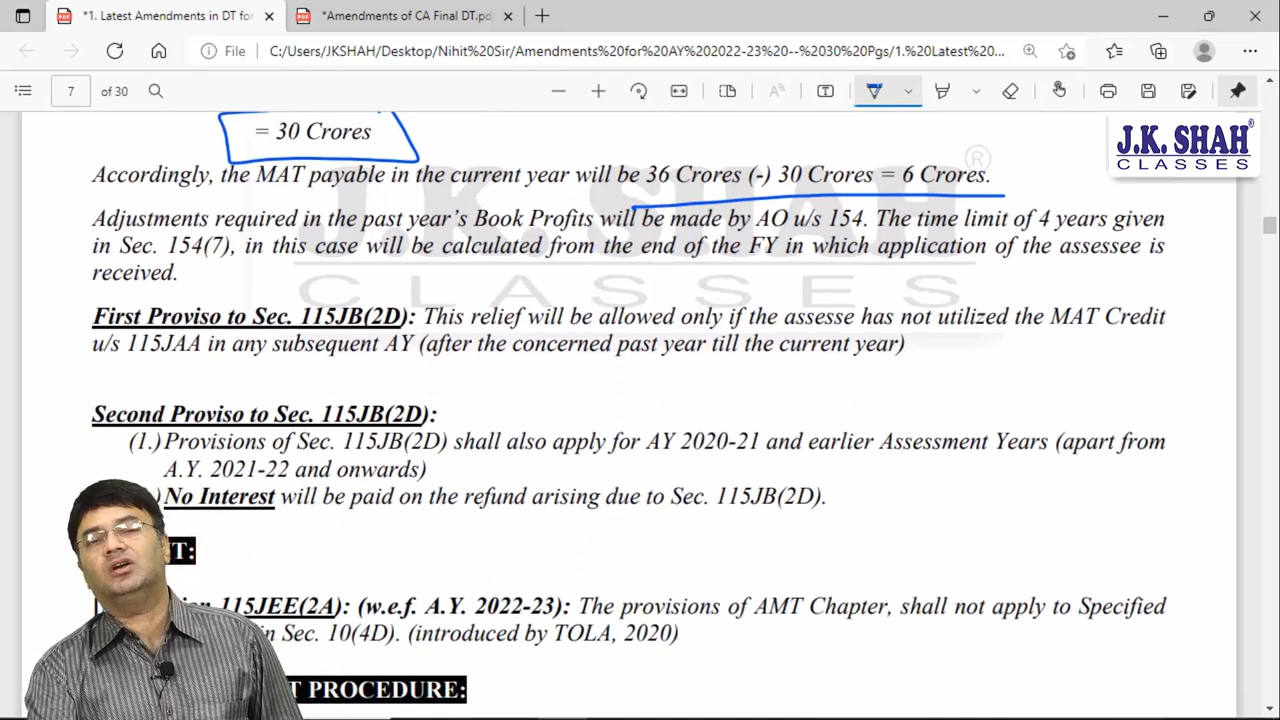 *1. Latest Amendments in DT for
*Amendments of CA Final DT.pdf
File
C:/Users/JKSHAH/Desktop/Nihit%20Sir/Amendments%20for%20AY%202022-23%20--%2030%20Pgs/1.%20Latest%20...
7 of 30
J.K. SHAH®
CLASSES
= 30 Crores
Accordingly, the MAT payable in the current year will be 36 Crores (-) 30 Crores = 6 Crores.
Adjustments required in the past year's Book Profits will be made by AO u/s 154. The time limit of 4 years given
in Sec. 154(7), in this case will be calculated from the end of the FY in which application of the assessee is
received.
First Proviso to Sec. 115JB(2D): This relief will be allowed only if the assesse has not utilized the MAT Credit
u/s 115JAA in any subsequent AY (after the concerned past year till the current year)
Second Proviso to Sec. 115JB(2D):
(1.) Provisions of Sec. 115JB(2D) shall also apply for AY 2020-21 and earlier Assessment Years (apart from
A.Y. 2021-22 and onwards)
) No Interest will be paid on the refund arising due to Sec. 115JB(2D).
T:
115JEE(2A): (w.e.f. A.Y. 2022-23): The provisions of AMT Chapter, shall not apply to Specified
in Sec. 10(4D). (introduced by TOLA, 2020)
T PROCEDURE:
J.K. SHAH®
CLASSES